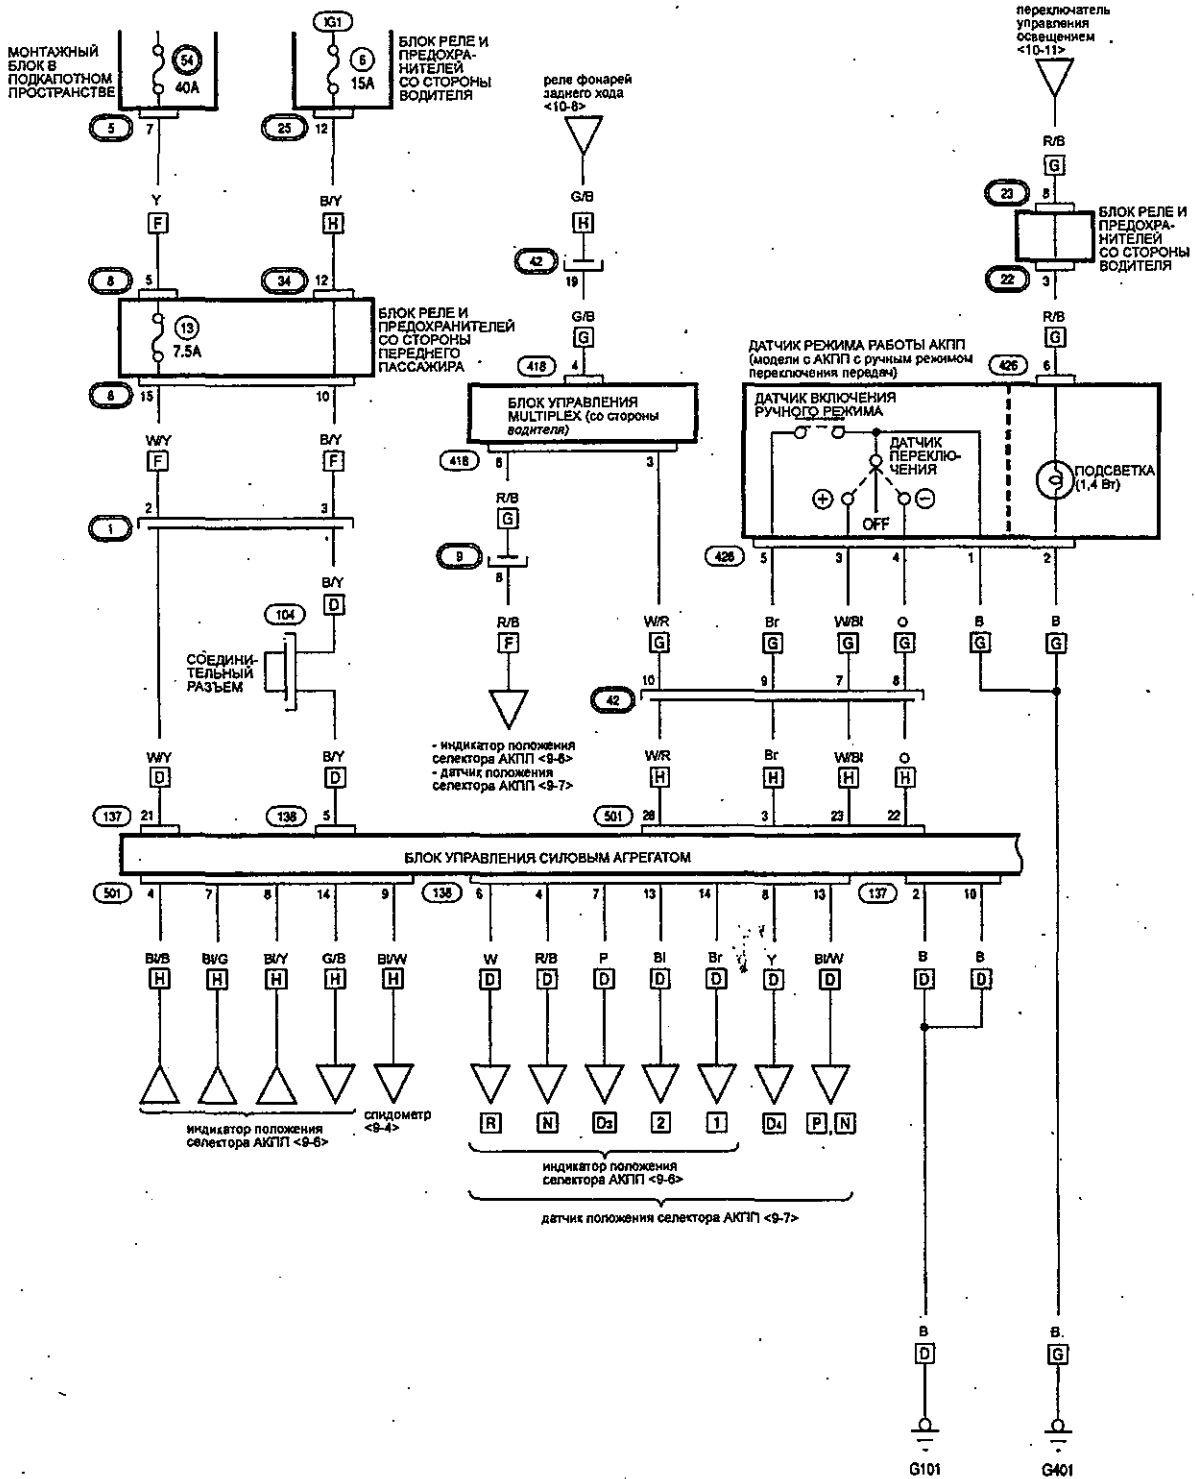 переключатель
управления
освещением
<10-11>
IG1
МОНТАЖНЫЙ
БЛОК В
ПОДКАПОТНОМ
ПРОСТРАНСТВЕ
54
40A
6
15A
БЛОК РЕЛЕ И
ПРЕДОХРА-
НИТЕЛЕЙ
СО СТОРОНЫ
ВОДИТЕЛЯ
реле фонарей
заднего хода
<10-8>
5 7 25 12
R/B
G
Y B/Y G/B
F H H
23 8
БЛОК РЕЛЕ И
ПРЕДОХРА-
НИТЕЛЕЙ
СО СТОРОНЫ
ВОДИТЕЛЯ
42
19
22 3
8 5 34 12
13
7.5A
БЛОК РЕЛЕ И
ПРЕДОХРАНИТЕЛЕЙ
СО СТОРОНЫ
ПЕРЕДНЕГО
ПАССАЖИРА
G/B
G
R/B
G
ДАТЧИК РЕЖИМА РАБОТЫ АКПП
(модели с АКПП с ручным режимом
переключения передач)
418 4
426 6
8 15 10
БЛОК УПРАВЛЕНИЯ
MULTIPLEX (со стороны
водителя)
ДАТЧИК ВКЛЮЧЕНИЯ
РУЧНОГО РЕЖИМА
ДАТЧИК
ПЕРЕКЛЮ-
ЧЕНИЯ
+ −
OFF
ПОДСВЕТКА
(1,4 Вт)
W/Y B/Y
F F
418 6 3
R/B
G
1 2 3
9
8
426 5 3 4 1 2
B/Y
D
104
СОЕДИНИ-
ТЕЛЬНЫЙ
РАЗЪЕМ
R/B W/R Br W/Bl O B B
F G G G G G G
42 10 9 7 8
- индикатор положения
селектора АКПП <9-6>
- датчик положения
селектора АКПП <9-7>
W/Y B/Y W/R Br W/Bl O
D D H H H H
137 21 136 5 501 26 3 23 22
БЛОК УПРАВЛЕНИЯ СИЛОВЫМ АГРЕГАТОМ
501 4 7 8 14 9 138 6 4 7 13 14 8 13 137 2 10
Bl/B Bl/G Bl/Y G/B Bl/W W R/B P Bl Br Y Bl/W B B
H H H H H D D D D D D D D D
R N D3 2 1 D4 P, N
индикатор положения
селектора АКПП <9-6>
спидометр
<9-4>
индикатор положения
селектора АКПП <9-6>
датчик положения селектора АКПП <9-7>
B B.
D G
G101 G401